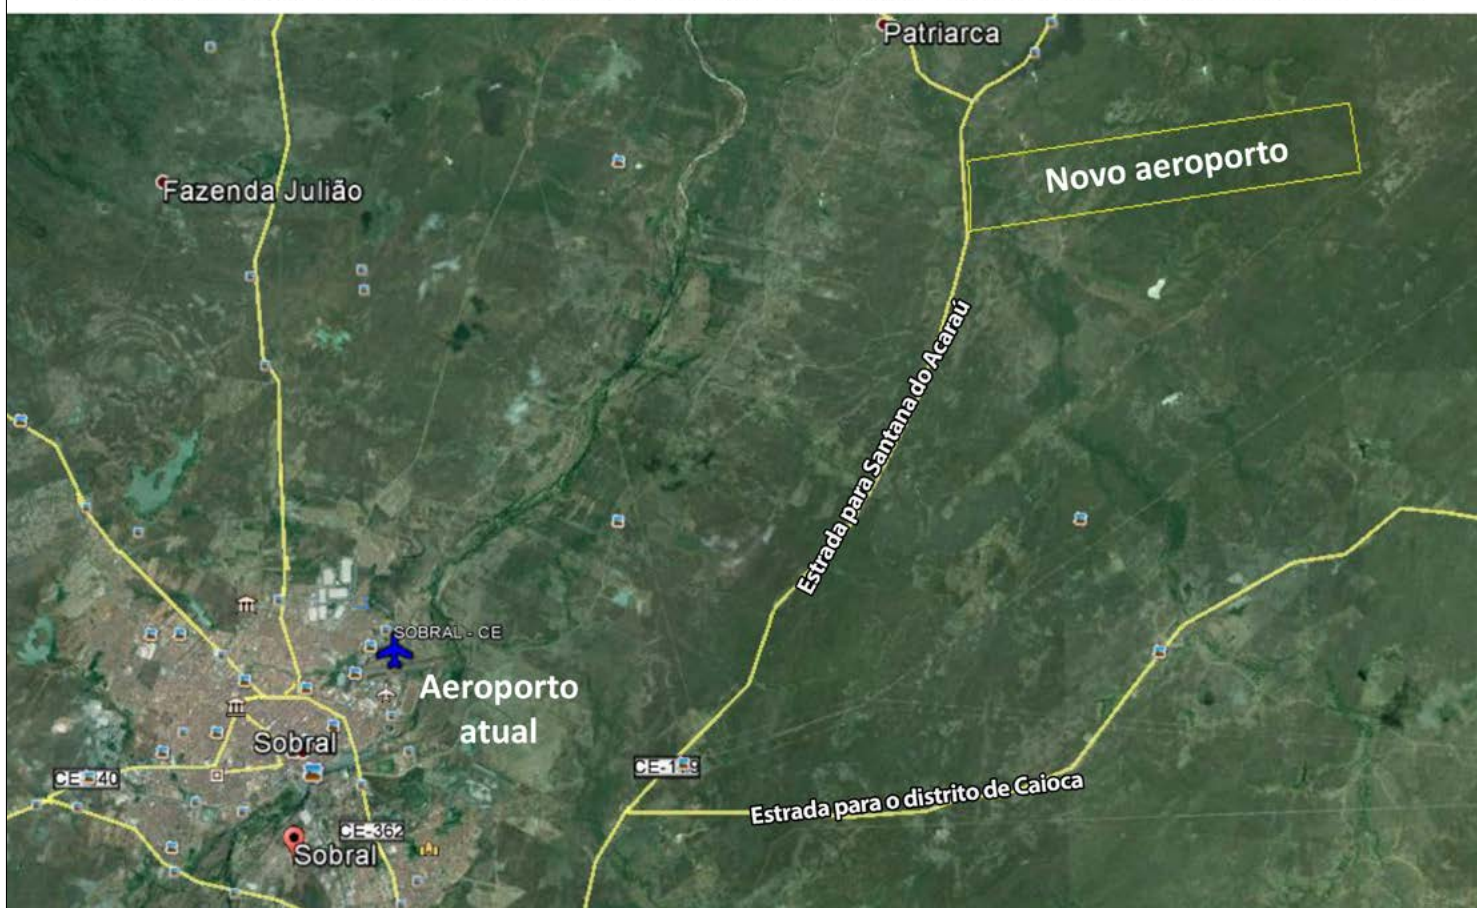 Patriarca
Novo aeroporto
Fazenda Julião
Estrada para Santana do Acaraú
SOBRAL - CE
Aeroporto
atual
Sobral
CE-362
Sobral
Estrada para o distrito de Caioca